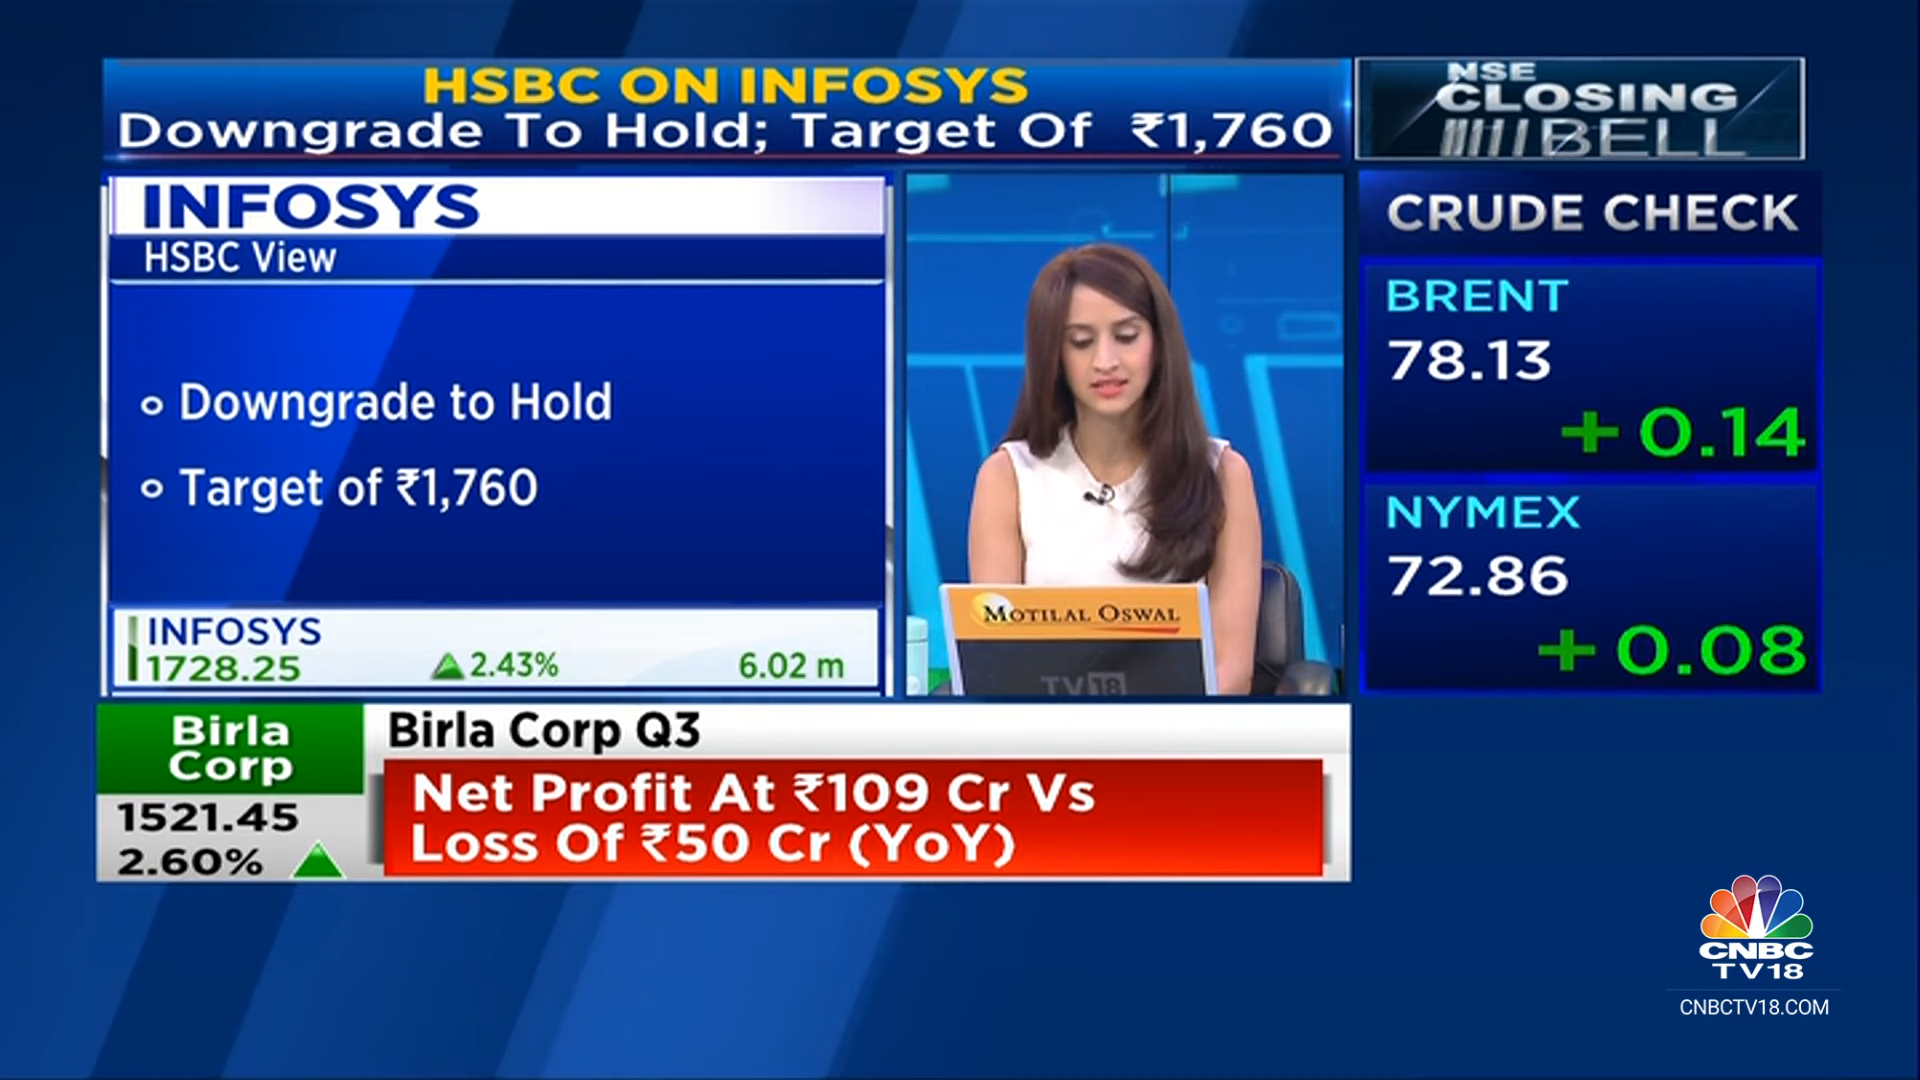 HSBC ON INFOSYS
Downgrade To Hold; Target Of ₹1,760
NSE
CLOSING
BELL
INFOSYS
HSBC View
Downgrade to Hold
Target of ₹1,760
INFOSYS
1728.25 2.43% 6.02 m
MOTILAL OSWAL
TV18
CRUDE CHECK
BRENT
78.13
+ 0.14
NYMEX
72.86
+ 0.08
Birla
Corp
1521.45
2.60%
Birla Corp Q3
Net Profit At ₹109 Cr Vs
Loss Of ₹50 Cr (YoY)
CNBC
TV18
CNBCTV18.COM